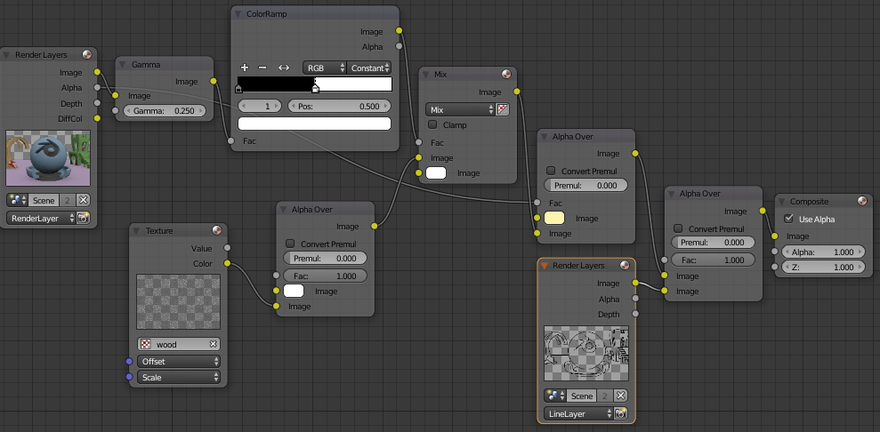 Render Layers
Image
Alpha
Depth
DiffCol
Scene 2
RenderLayer
Gamma
Image
Image
Gamma: 0.250
ColorRamp
Image
Alpha
RGB Constant
1 Pos: 0.500
Fac
Mix
Image
Mix
Clamp
Fac
Image
Image
Texture
Value
Color
wood
Offset
Scale
Alpha Over
Image
Convert Premul
Premul: 0.000
Fac: 1.000
Image
Image
Alpha Over
Image
Convert Premul
Premul: 0.000
Fac
Image
Image
Render Layers
Image
Alpha
Depth
Scene 2
LineLayer
Alpha Over
Image
Convert Premul
Premul: 0.000
Fac: 1.000
Image
Image
Composite
Use Alpha
Image
Alpha: 1.000
Z: 1.000